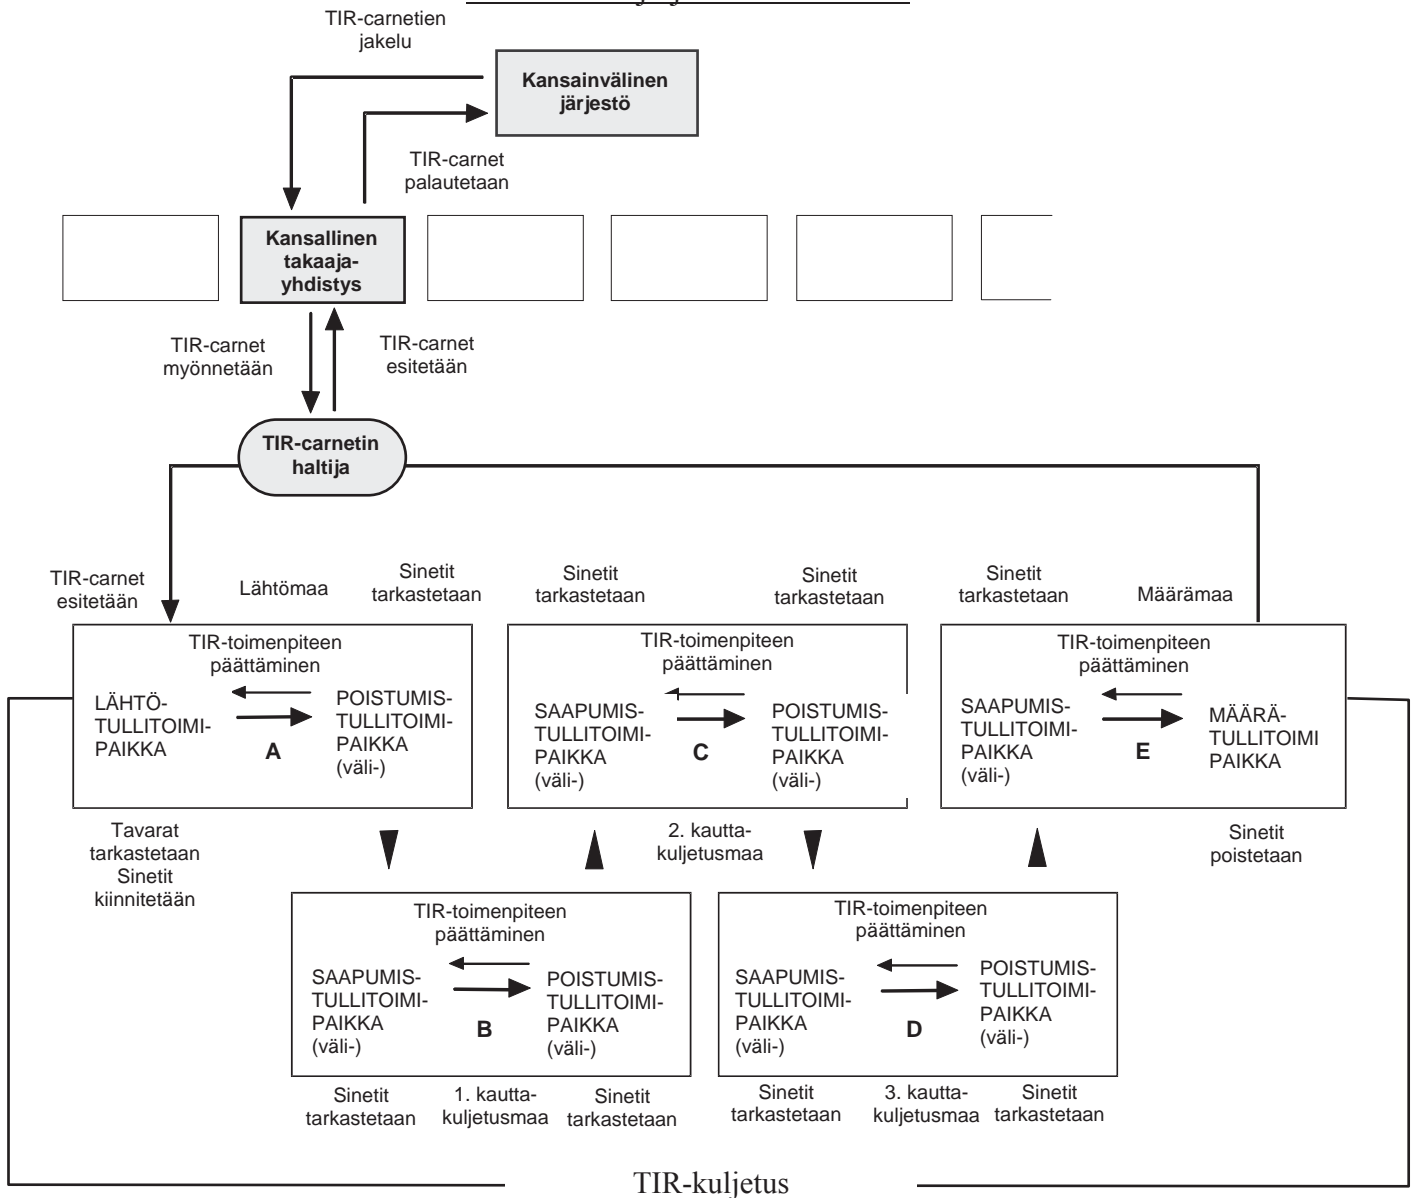 TIR-carnetien
jakelu
Kansainvälinen
järjestö
TIR-carnet
palautetaan
Kansallinen
takaaja-
yhdistys
TIR-carnet
myönnetään
TIR-carnet
esitetään
TIR-carnetin
haltija
TIR-carnet
esitetään
Lähtömaa
Sinetit
tarkastetaan
Sinetit
tarkastetaan
Sinetit
tarkastetaan
Sinetit
tarkastetaan
Määrämaa
TIR-toimenpiteen
päättäminen
LÄHTÖ-
TULLITOIMI-
PAIKKA
A
POISTUMIS-
TULLITOIMI-
PAIKKA
(väli-)
TIR-toimenpiteen
päättäminen
SAAPUMIS-
TULLITOIMI-
PAIKKA
(väli-)
C
POISTUMIS-
TULLITOIMI-
PAIKKA
(väli-)
TIR-toimenpiteen
päättäminen
SAAPUMIS-
TULLITOIMI-
PAIKKA
(väli-)
E
MÄÄRÄ-
TULLITOIMI
PAIKKA
Tavarat
tarkastetaan
Sinetit
kiinnitetään
2. kautta-
kuljetusmaa
Sinetit
poistetaan
TIR-toimenpiteen
päättäminen
SAAPUMIS-
TULLITOIMI-
PAIKKA
(väli-)
B
POISTUMIS-
TULLITOIMI-
PAIKKA
(väli-)
TIR-toimenpiteen
päättäminen
SAAPUMIS-
TULLITOIMI-
PAIKKA
(väli-)
D
POISTUMIS-
TULLITOIMI-
PAIKKA
(väli-)
Sinetit
tarkastetaan
1. kautta-
kuljetusmaa
Sinetit
tarkastetaan
Sinetit
tarkastetaan
3. kautta-
kuljetusmaa
Sinetit
tarkastetaan
TIR-kuljetus